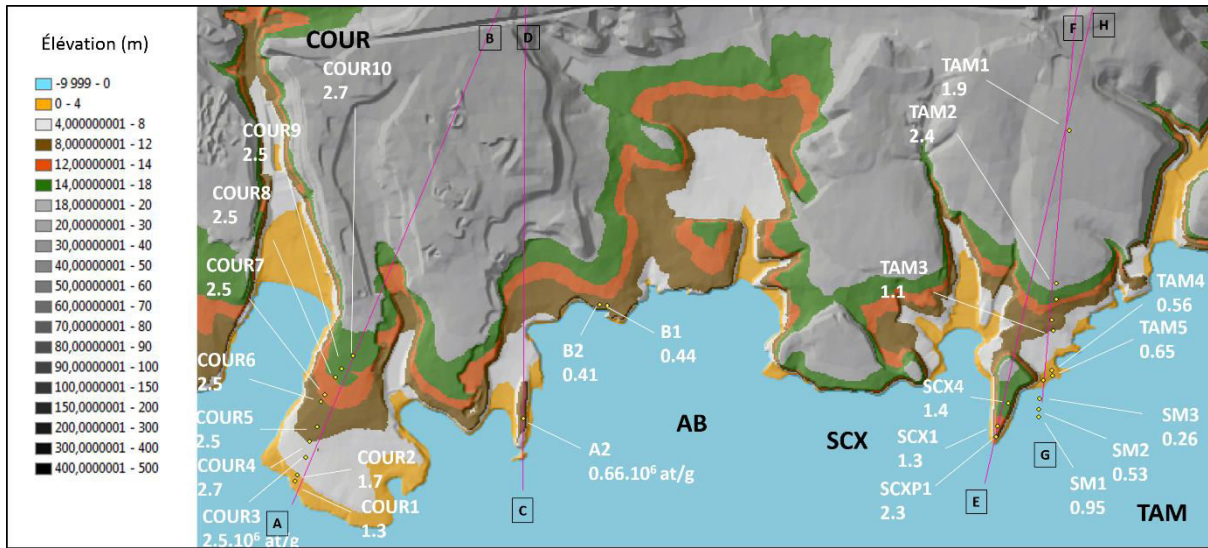 Élévation (m)
-9 999 - 0
0 - 4
4,000000001 - 8
8,00000001 - 12
12,0000001 - 14
14,00000001 - 18
18,00000001 - 20
20,00000001 - 30
30,00000001 - 40
40,00000001 - 50
50,00000001 - 60
60,00000001 - 70
70,00000001 - 80
80,00000001 - 90
90,00000001 - 100
100,0000001 - 150
150,0000001 - 200
200,0000001 - 300
300,0000001 - 400
400,0000001 - 500
COUR
COUR10
2.7
COUR9
2.5
COUR8
2.5
COUR7
2.5
COUR6
2.5
COUR5
2.5
COUR4
2.7
COUR3
2.5.10⁶ at/g
COUR2
1.7
COUR1
1.3
A
B
D
C
A2
0.66.10⁶ at/g
B2
0.41
B1
0.44
AB
SCX
SCX4
1.4
SCX1
1.3
SCXP1
2.3
E
F
H
G
TAM1
1.9
TAM2
2.4
TAM3
1.1
TAM4
0.56
TAM5
0.65
SM3
0.26
SM2
0.53
SM1
0.95
TAM